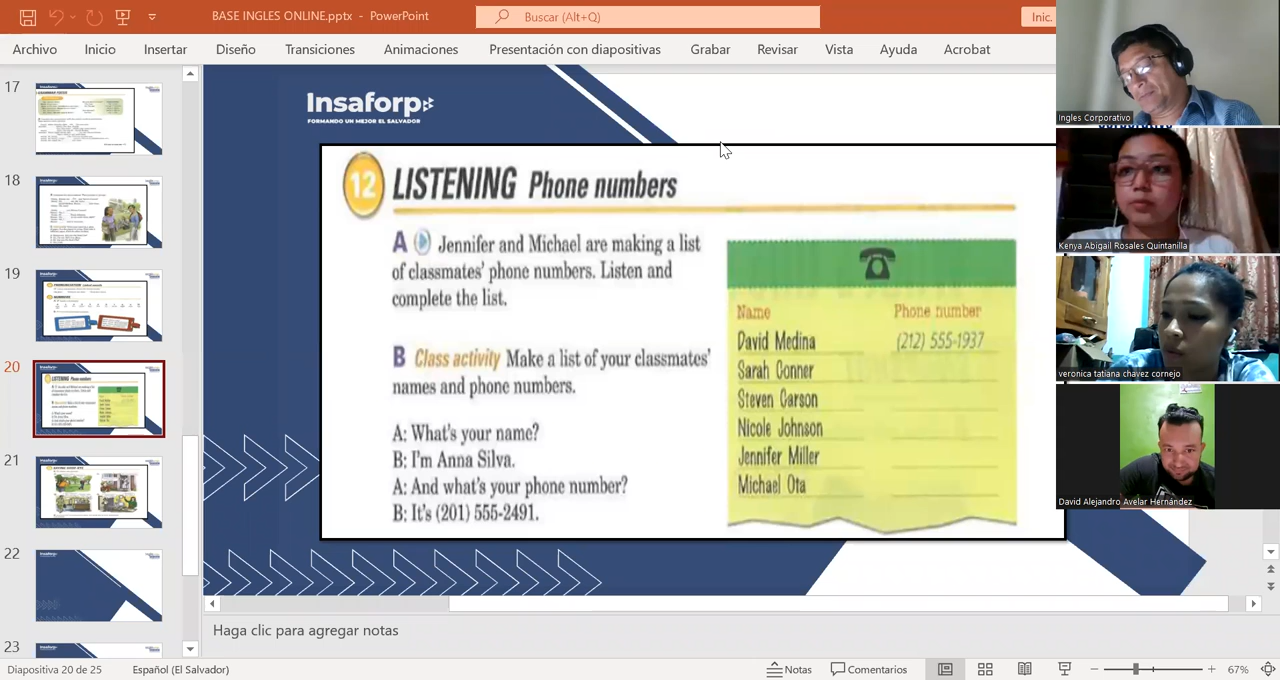 BASE INGLES ONLINE.pptx - PowerPoint
Buscar (Alt+Q)
Inic.
Archivo Inicio Insertar Diseño Transiciones Animaciones Presentación con diapositivas Grabar Revisar Vista Ayuda Acrobat
17
18
19
20
21
22
23
Insaforp
FORMANDO UN MEJOR EL SALVADOR
12 LISTENING Phone numbers
A Jennifer and Michael are making a list
of classmates' phone numbers. Listen and
complete the list.
B Class activity Make a list of your classmates'
names and phone numbers.
A: What's your name?
B: I'm Anna Silva.
A: And what's your phone number?
B: It's (201) 555-2491.
Name Phone number
David Medina (212) 555-1937
Sarah Conner
Steven Carson
Nicole Johnson
Jennifer Miller
Michael Ota
Ingles Corporativo
Kenya Abigail Rosales Quintanilla
veronica tatiana chavez cornejo
David Alejandro Avelar Hernández
Haga clic para agregar notas
Diapositiva 20 de 25 Español (El Salvador) Notas Comentarios 67%